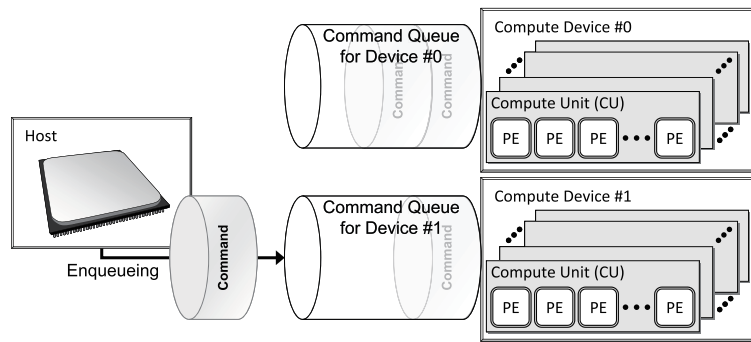 Command Queue
for Device #0
Command
Command
Compute Device #0
Compute Unit (CU)
PE
PE
PE
PE
Host
Enqueueing
Command
Command Queue
for Device #1
Command
Compute Device #1
Compute Unit (CU)
PE
PE
PE
PE